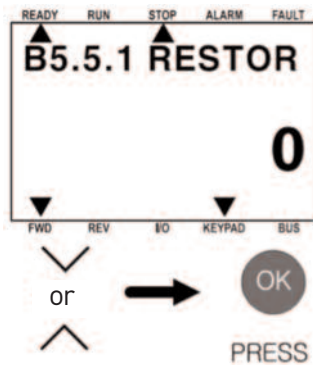 READY RUN STOP ALARM FAULT
B5.5.1 RESTOR
0
FWD REV I/O KEYPAD BUS
or
OK
PRESS